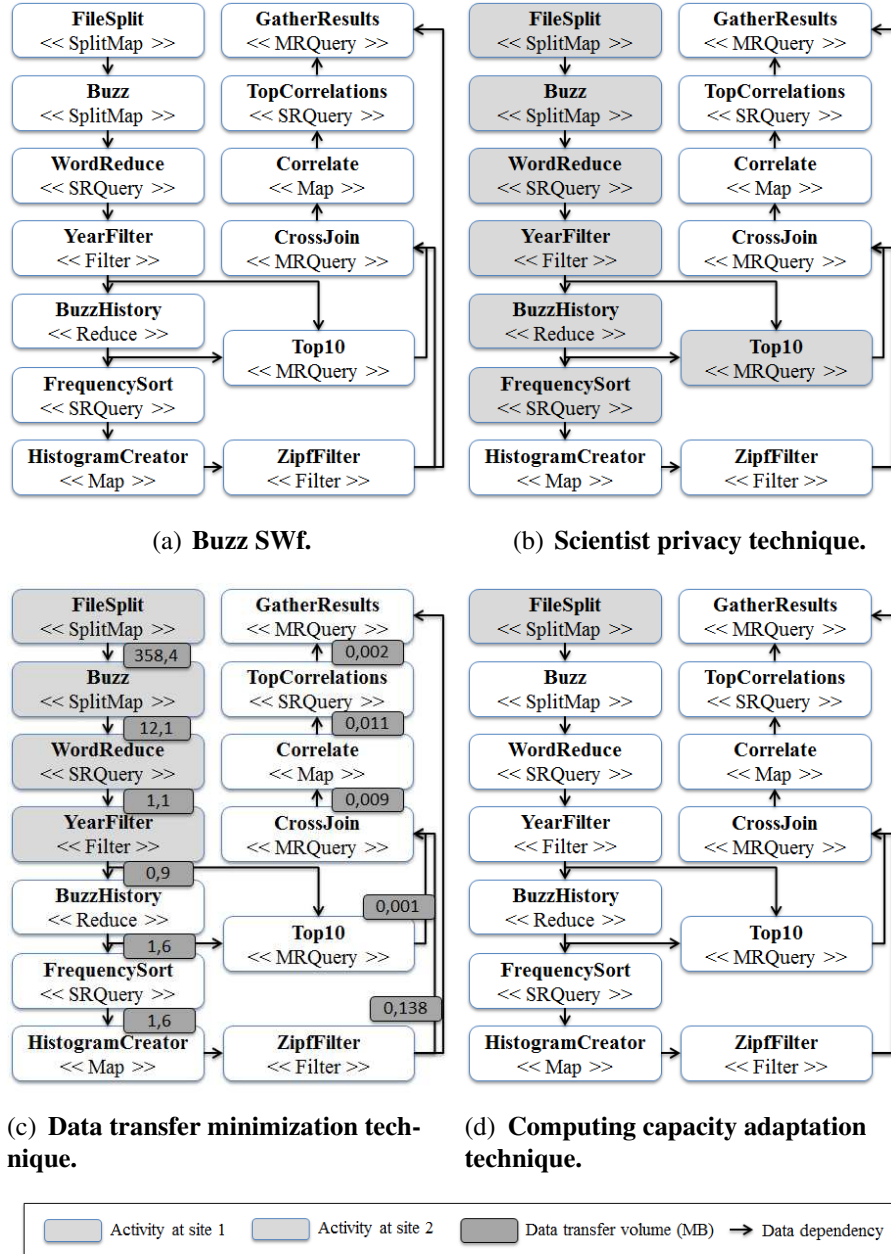 FileSplit
<< SplitMap >>
Buzz
<< SplitMap >>
WordReduce
<< SRQuery >>
YearFilter
<< Filter >>
BuzzHistory
<< Reduce >>
FrequencySort
<< SRQuery >>
HistogramCreator
<< Map >>
GatherResults
<< MRQuery >>
TopCorrelations
<< SRQuery >>
Correlate
<< Map >>
CrossJoin
<< MRQuery >>
Top10
<< MRQuery >>
ZipfFilter
<< Filter >>
(a) Buzz SWf.
FileSplit
<< SplitMap >>
Buzz
<< SplitMap >>
WordReduce
<< SRQuery >>
YearFilter
<< Filter >>
BuzzHistory
<< Reduce >>
FrequencySort
<< SRQuery >>
HistogramCreator
<< Map >>
GatherResults
<< MRQuery >>
TopCorrelations
<< SRQuery >>
Correlate
<< Map >>
CrossJoin
<< MRQuery >>
Top10
<< MRQuery >>
ZipfFilter
<< Filter >>
(b) Scientist privacy technique.
FileSplit
<< SplitMap >>
358,4
Buzz
<< SplitMap >>
12,1
WordReduce
<< SRQuery >>
1,1
YearFilter
<< Filter >>
0,9
BuzzHistory
<< Reduce >>
1,6
FrequencySort
<< SRQuery >>
1,6
HistogramCreator
<< Map >>
GatherResults
<< MRQuery >>
0,002
TopCorrelations
<< SRQuery >>
0,011
Correlate
<< Map >>
0,009
CrossJoin
<< MRQuery >>
0,001
Top10
<< MRQuery >>
0,138
ZipfFilter
<< Filter >>
(c) Data transfer minimization tech-
nique.
FileSplit
<< SplitMap >>
Buzz
<< SplitMap >>
WordReduce
<< SRQuery >>
YearFilter
<< Filter >>
BuzzHistory
<< Reduce >>
FrequencySort
<< SRQuery >>
HistogramCreator
<< Map >>
GatherResults
<< MRQuery >>
TopCorrelations
<< SRQuery >>
Correlate
<< Map >>
CrossJoin
<< MRQuery >>
Top10
<< MRQuery >>
ZipfFilter
<< Filter >>
(d) Computing capacity adaptation
technique.
Activity at site 1
Activity at site 2
Data transfer volume (MB)
Data dependency